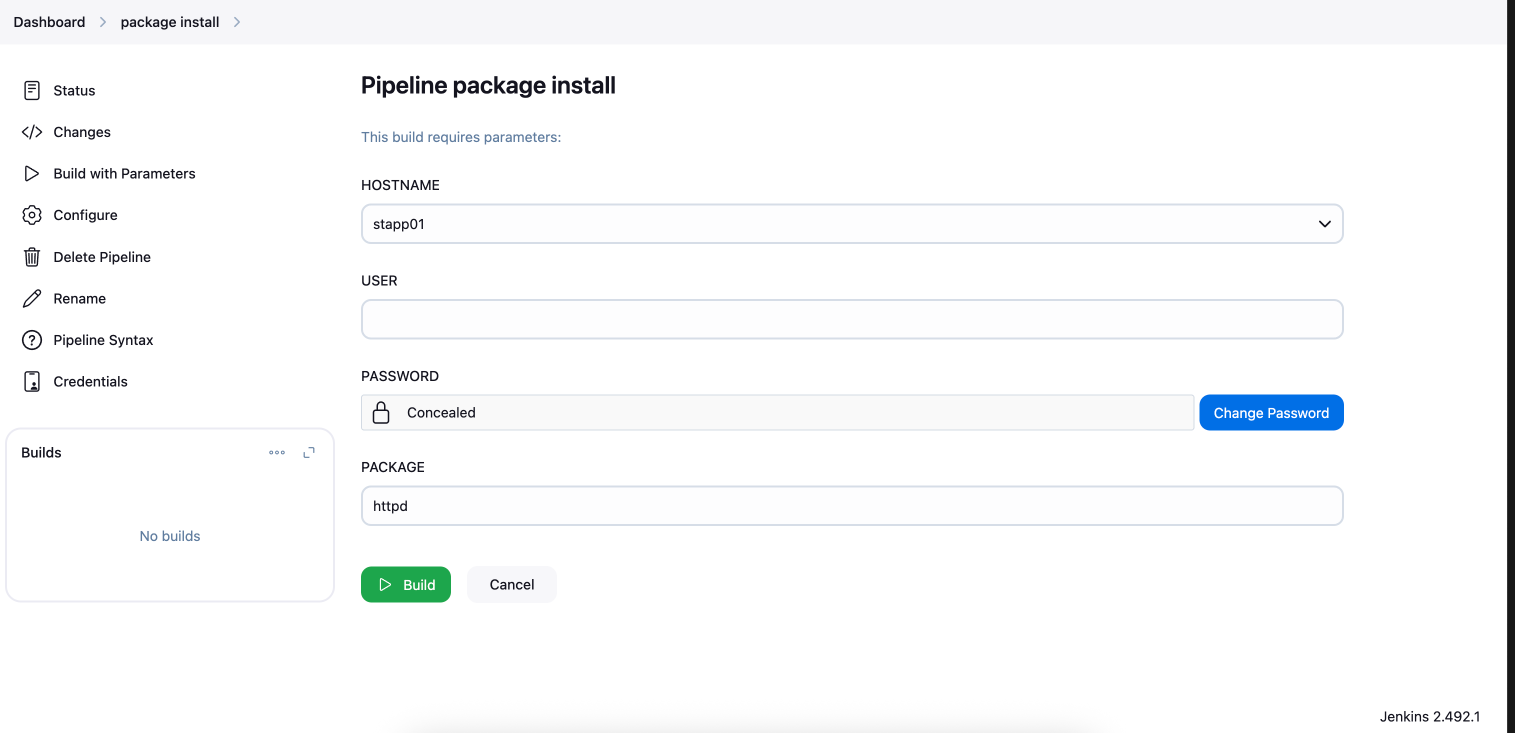 Dashboard
package install
Status
Changes
Build with Parameters
Configure
Delete Pipeline
Rename
Pipeline Syntax
Credentials
Builds
No builds
Pipeline package install
This build requires parameters:
HOSTNAME
stapp01
USER
PASSWORD
Concealed
Change Password
PACKAGE
httpd
Build
Cancel
Jenkins 2.492.1